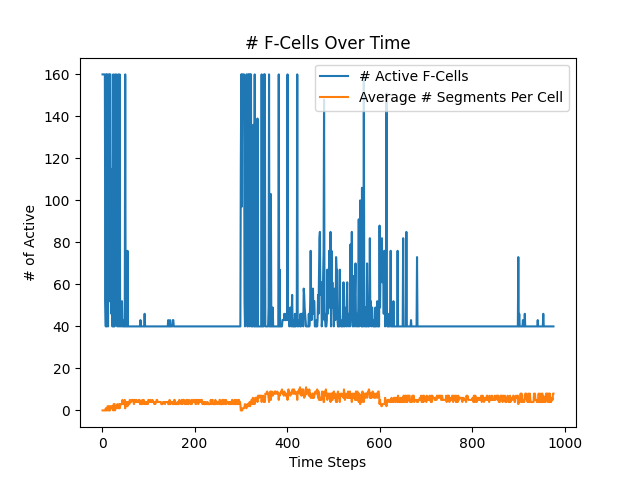 # F-Cells Over Time
# Active F-Cells
Average # Segments Per Cell
# of Active
160
140
120
100
80
60
40
20
0
0 200 400 600 800 1000
Time Steps